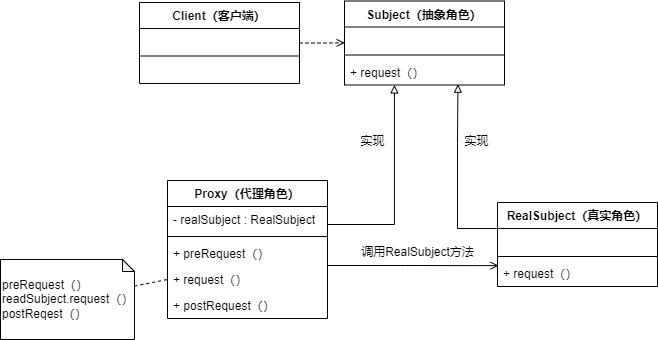 Client（客户端）
Subject（抽象角色）
+ request（）
实现
实现
Proxy（代理角色）
- realSubject : RealSubject
+ preRequest（）
+ request（）
+ postRequest（）
调用RealSubject方法
RealSubject（真实角色）
+ request（）
preRequest（）
readSubject.request（）
postReqest（）